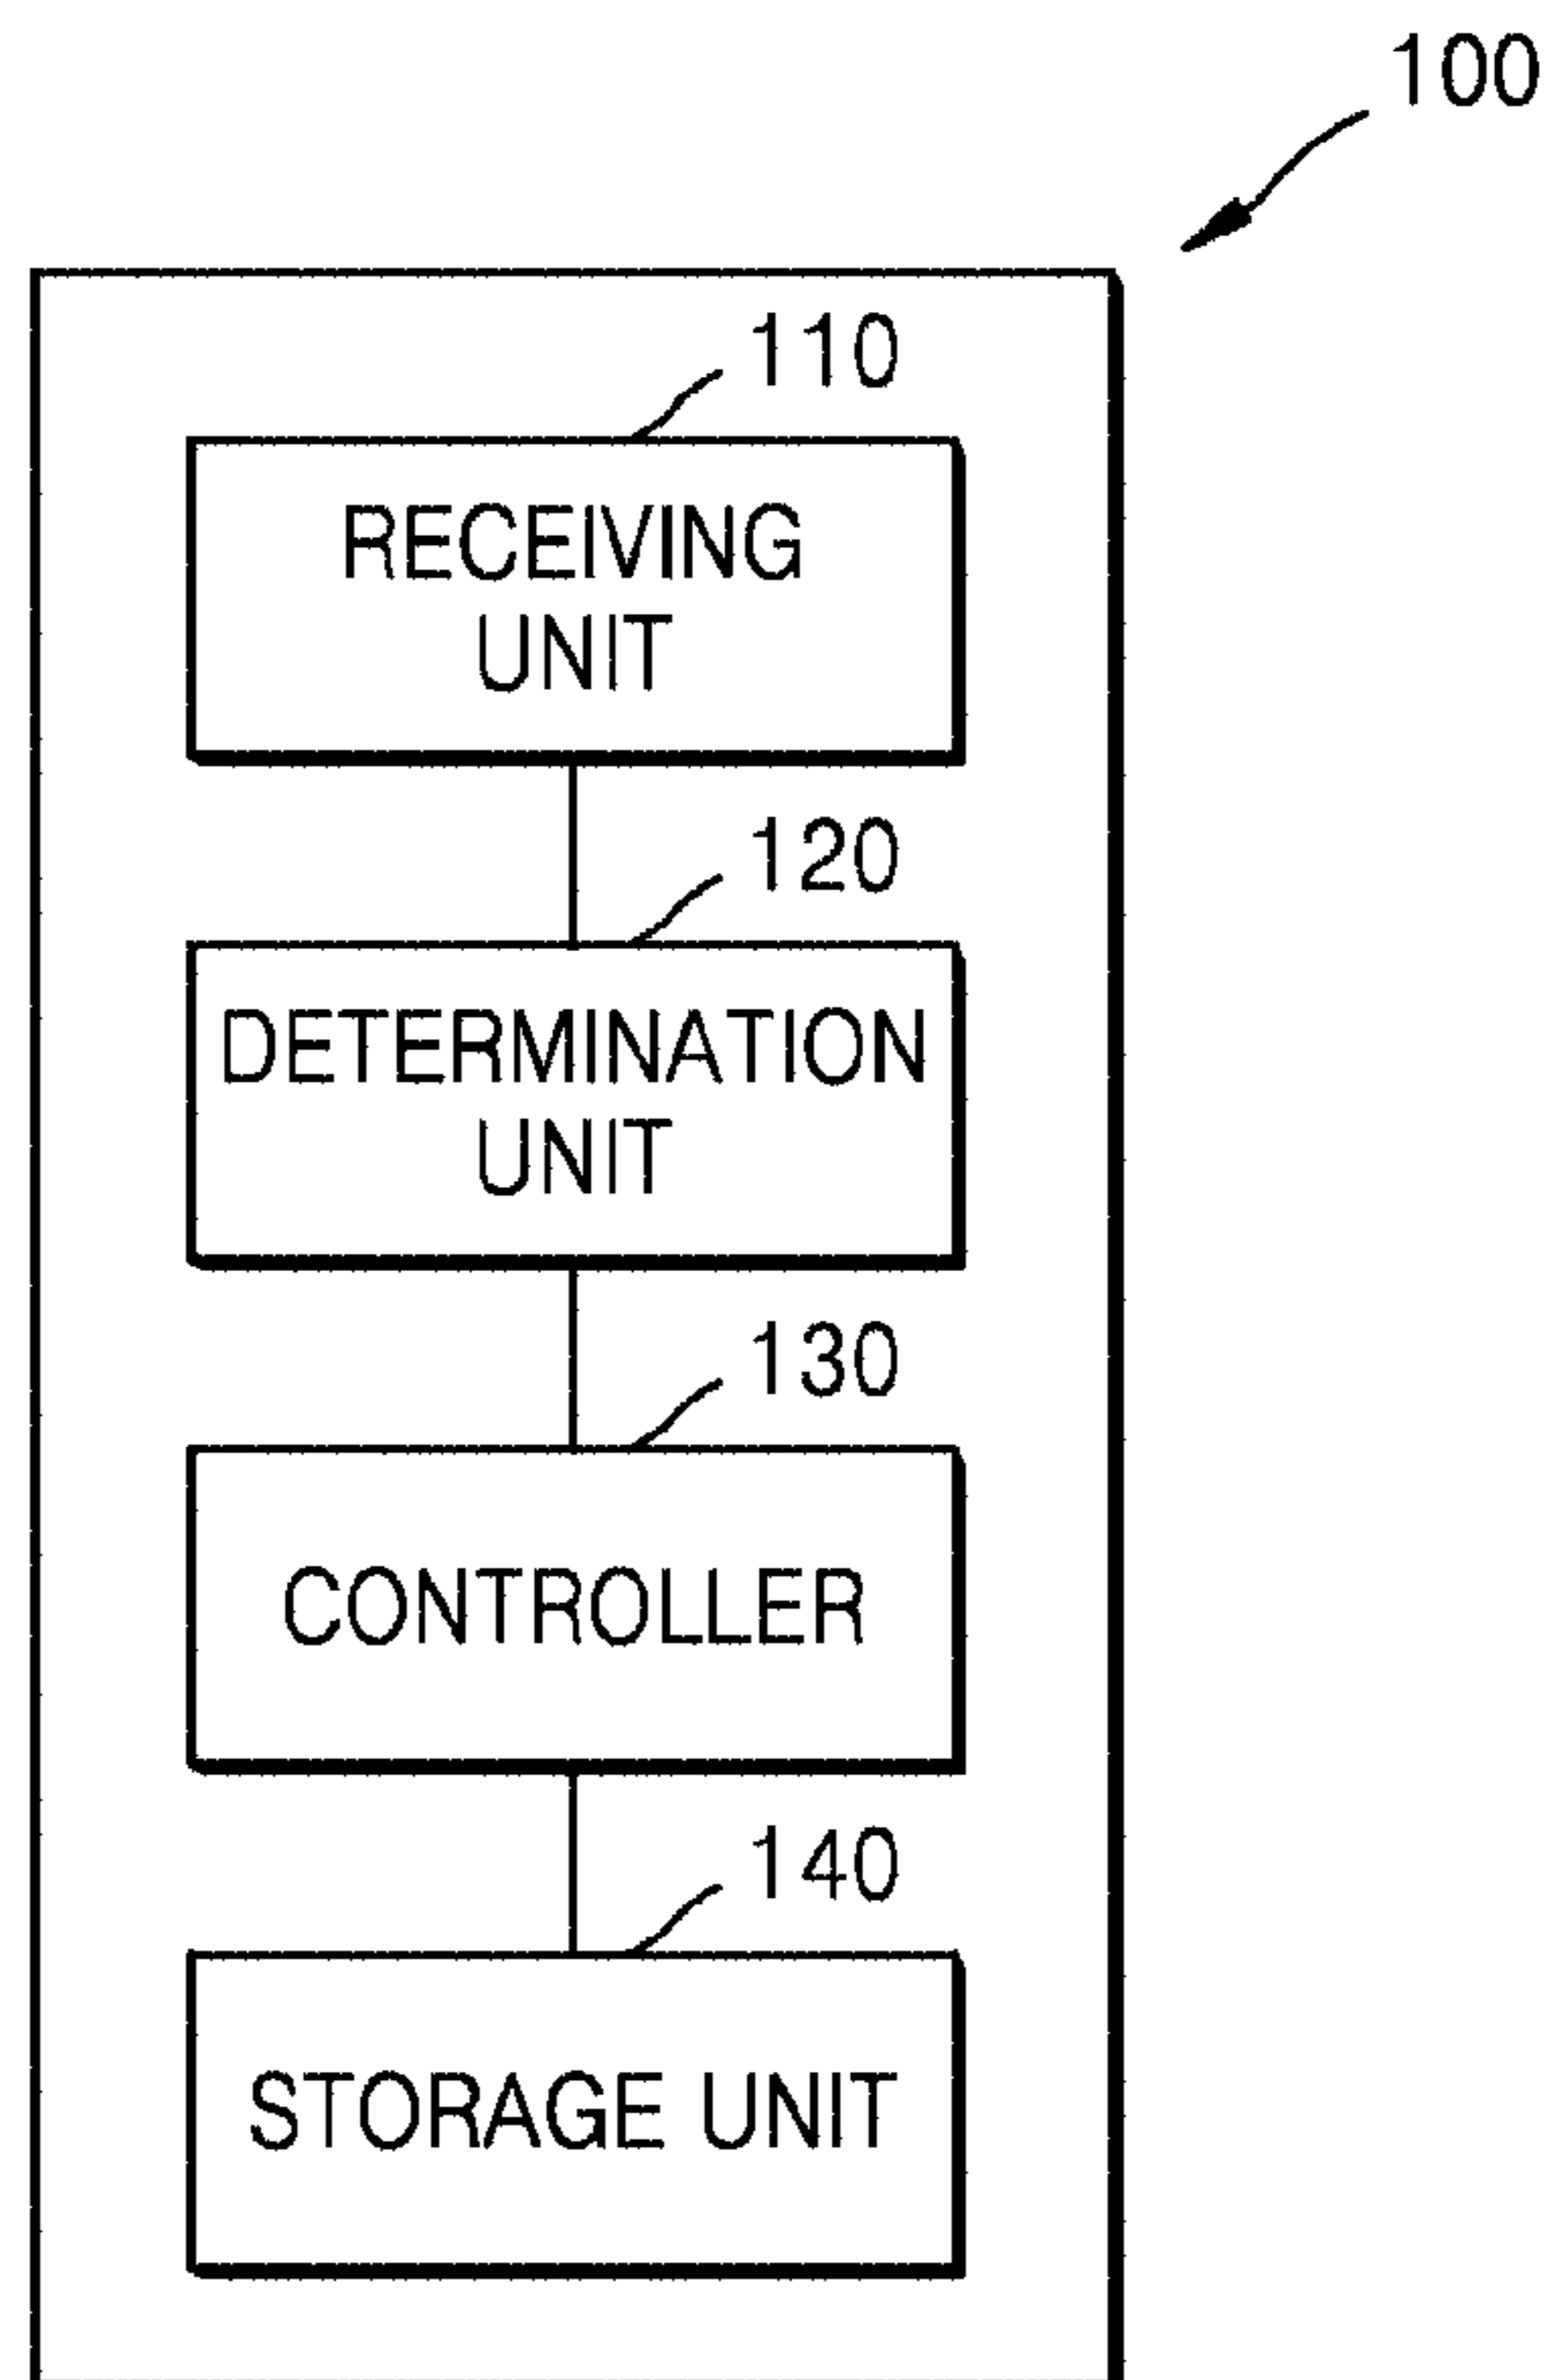 100
110
RECEIVING
UNIT
120
DETERMINATION
UNIT
130
CONTROLLER
140
STORAGE UNIT